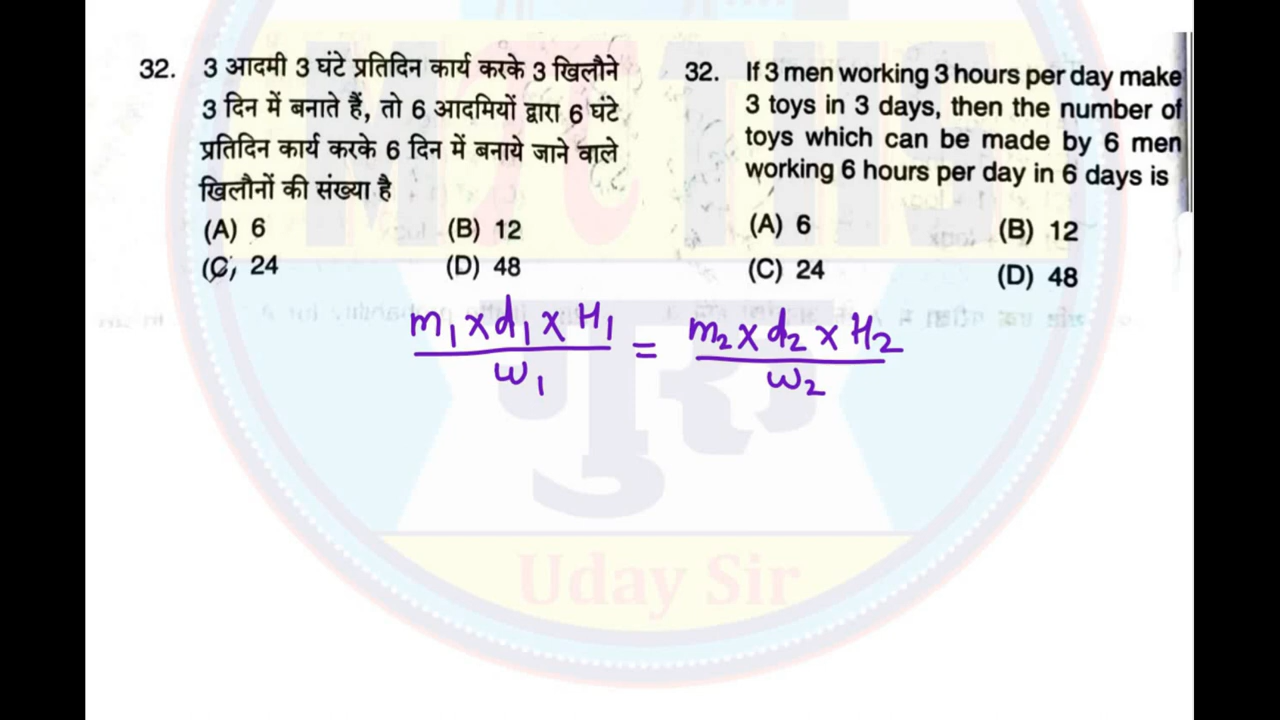 32. 3 आदमी 3 घंटे प्रतिदिन कार्य करके 3 खिलौने
3 दिन में बनाते हैं, तो 6 आदमियों द्वारा 6 घंटे
प्रतिदिन कार्य करके 6 दिन में बनाये जाने वाले
खिलौनों की संख्या है
(A) 6 (B) 12
(C) 24 (D) 48
32. If 3 men working 3 hours per day make
3 toys in 3 days, then the number of
toys which can be made by 6 men
working 6 hours per day in 6 days is
(A) 6 (B) 12
(C) 24 (D) 48
m₁ x d₁ x H₁ / w₁ = m₂ x d₂ x H₂ / w₂
MATHS
गुरु
Uday Sir